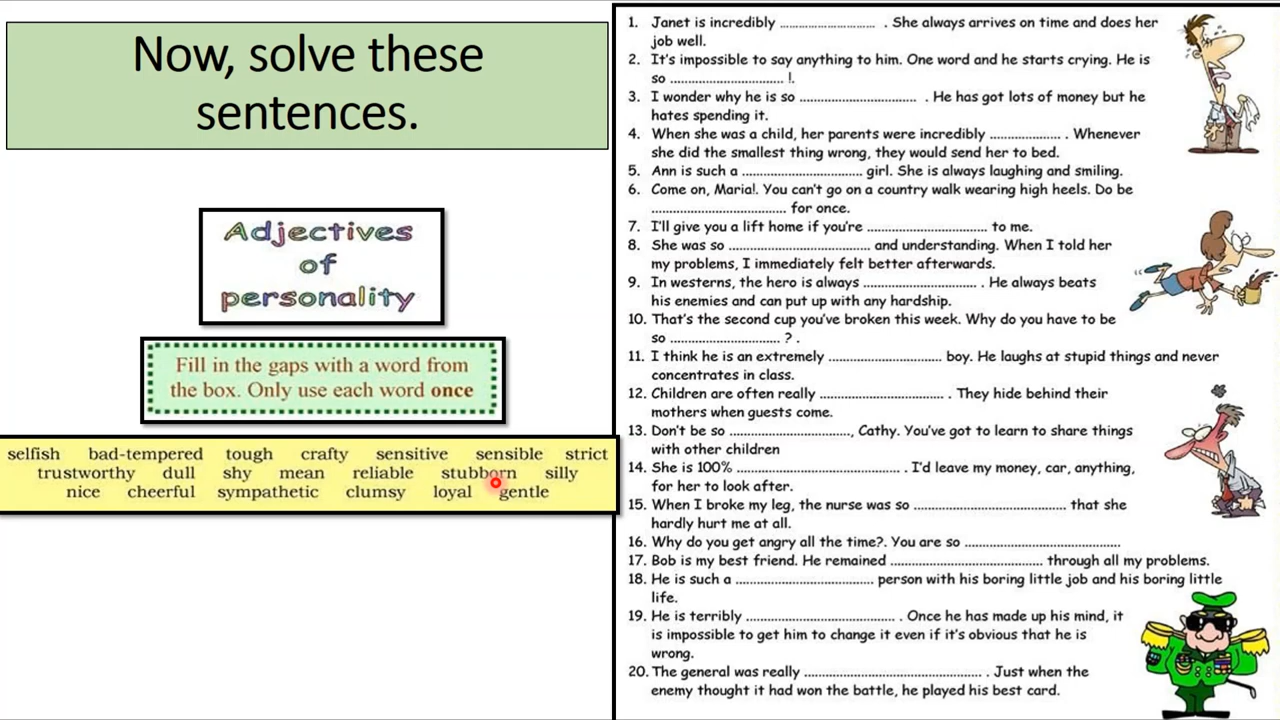 Now, solve these
sentences.
Adjectives
of
personality
Fill in the gaps with a word from
the box. Only use each word once
selfish bad-tempered tough crafty sensitive sensible strict
trustworthy dull shy mean reliable stubborn silly
nice cheerful sympathetic clumsy loyal gentle
1. Janet is incredibly ........................... . She always arrives on time and does her
job well.
2. It's impossible to say anything to him. One word and he starts crying. He is
so ................................ !.
3. I wonder why he is so ................................. . He has got lots of money but he
hates spending it.
4. When she was a child, her parents were incredibly .................... . Whenever
she did the smallest thing wrong, they would send her to bed.
5. Ann is such a .................................. girl. She is always laughing and smiling.
6. Come on, Maria!. You can't go on a country walk wearing high heels. Do be
...................................... for once.
7. I'll give you a lift home if you're .................................. to me.
8. She was so ........................................ and understanding. When I told her
my problems, I immediately felt better afterwards.
9. In westerns, the hero is always ................................ . He always beats
his enemies and can put up with any hardship.
10. That's the second cup you've broken this week. Why do you have to be
so ............................... ? .
11. I think he is an extremely ................................ boy. He laughs at stupid things and never
concentrates in class.
12. Children are often really ................................... . They hide behind their
mothers when guests come.
13. Don't be so .................................., Cathy. You've got to learn to share things
with other children
14. She is 100% .............................................. . I'd leave my money, car, anything,
for her to look after.
15. When I broke my leg, the nurse was so ........................................... that she
hardly hurt me at all.
16. Why do you get angry all the time?. You are so ............................................
17. Bob is my best friend. He remained ........................................... through all my problems.
18. He is such a ....................................... person with his boring little job and his boring little
life.
19. He is terribly .......................................... . Once he has made up his mind, it
is impossible to get him to change it even if it's obvious that he is
wrong.
20. The general was really .................................................. . Just when the
enemy thought it had won the battle, he played his best card.